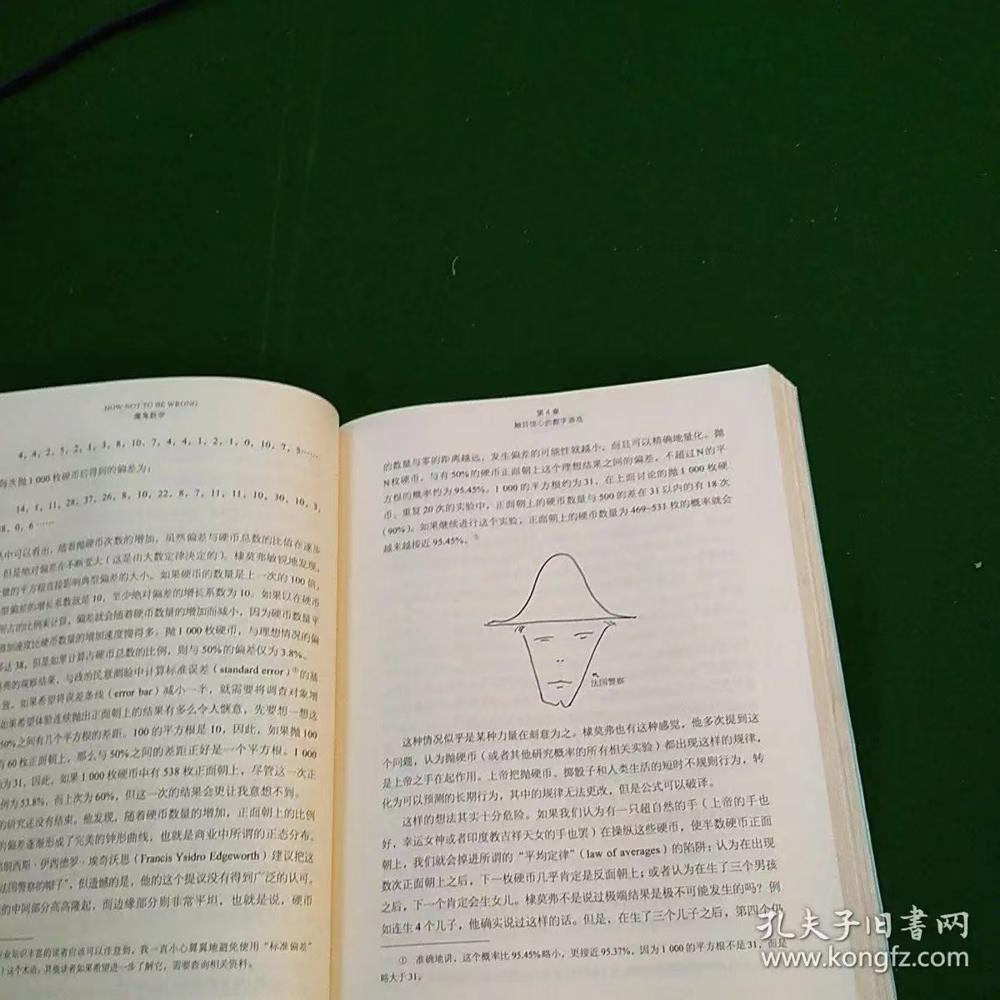 HOW NOT TO BE WRONG
魔鬼数学
4, 4, 2, 5, 2, 1, 3, 8, 10, 7, 4, 4, 1, 2, 1, 0, 10, 7, 5……
每次抛1 000枚硬币后得到的偏差为：
14, 1, 11, 28, 37, 26, 8, 10, 22, 8, 7, 11, 11, 10, 30, 10, 3,
8, 0, 6……
从中可以看出，随着抛硬币次数的增加，虽然偏差与硬币总数的比值在逐步
，但是绝对偏差在不断变大（这是由大数定律决定的）。棣莫弗敏锐地发现，
量的平方根直接影响典型偏差的大小。如果硬币的数量是上一次的100倍，
型偏差的增长系数就是10，至少绝对偏差的增长系数为10。如果以在硬币
所占的比例来计算，偏差就会随着硬币数量的增加而减小，因为硬币数量平
增加速度比硬币数量的增加速度慢得多。抛1 000枚硬币，与理想情况的偏
多达38，但是如果计算占硬币总数的比例，则与50%的偏差仅为3.8%。
的观察结果，与政治民意测验中计算标准误差（standard error）①的基
致。如果希望将误差条线（error bar）减小一半，就需要将调查对象增
如果希望体验连续抛出正面朝上的结果有多么令人惬意，先要想一想这
50%之间有几个平方根的差距。100的平方根是10，因此，如果抛100
有60枚正面朝上，那么与50%之间的差距正好是一个平方根。1 000
为31，因此，如果1 000枚硬币中有538枚正面朝上，尽管这一次正
例为53.8%，而上次为60%，但这一次的结果会更让我意想不到。
的研究还没有结束。他发现，随着硬币数量的增加，正面朝上的比例
的偏差逐渐形成了完美的钟形曲线，也就是商业中所谓的正态分布。
弗朗西斯·伊西德罗·埃奇沃思（Francis Ysidro Edgeworth）建议把这
法国警察的帽子”，但遗憾的是，他的这个提议没有得到广泛的认可。
的中间部分高高隆起，而边缘部分则非常平坦，也就是说，硬币
业知识丰富的读者应该可以注意到，我一直小心翼翼地避免使用“标准偏差”
）这个术语，其他读者如果希望进一步了解它，需要查询相关资料。
第4章
触目惊心的数字游戏
的数量与零的距离越远，发生偏差的可能性就越小，而且可以精确地量化。抛
N枚硬币，与有50%的硬币正面朝上这个理想结果之间的偏差，不超过N的平
方根的概率约为95.45%。1 000的平方根约为31，在上面讨论的抛1 000枚硬
币、重复20次的实验中，正面朝上的硬币数量与500的差在31以内的有18次
（90%）。如果继续进行这个实验，正面朝上的硬币数量为469~531枚的概率就会
越来越接近95.45%。①
法国警察
这种情况似乎是某种力量在刻意为之。棣莫弗也有这种感觉，他多次提到这
个问题，认为抛硬币（或者其他研究概率的所有相关实验）都出现这样的规律，
是上帝之手在起作用。上帝把抛硬币、掷骰子和人类生活的短时不规则行为，转
化为可以预测的长期行为，其中的规律无法更改，但是公式可以破译。
这样的想法其实十分危险。如果我们认为有一只超自然的手（上帝的手也
好，幸运女神或者印度教吉祥天女的手也罢）在操纵这些硬币，使半数硬币正面
朝上，我们就会掉进所谓的“平均定律”（law of averages）的陷阱：认为在出现
数次正面朝上之后，下一枚硬币几乎肯定是反面朝上；或者认为在生了三个男孩
之后，下一个肯定会生女儿。棣莫弗不是说过极端结果是极不可能发生的吗？例
如连生4个儿子，他确实说过这样的话。但是，在生了三个儿子之后，第四个仍
① 准确地讲，这个概率比95.45%略小，更接近95.37%，因为1 000的平方根不是31，而是
略大于31。
孔夫子旧书网
www.kongfz.com